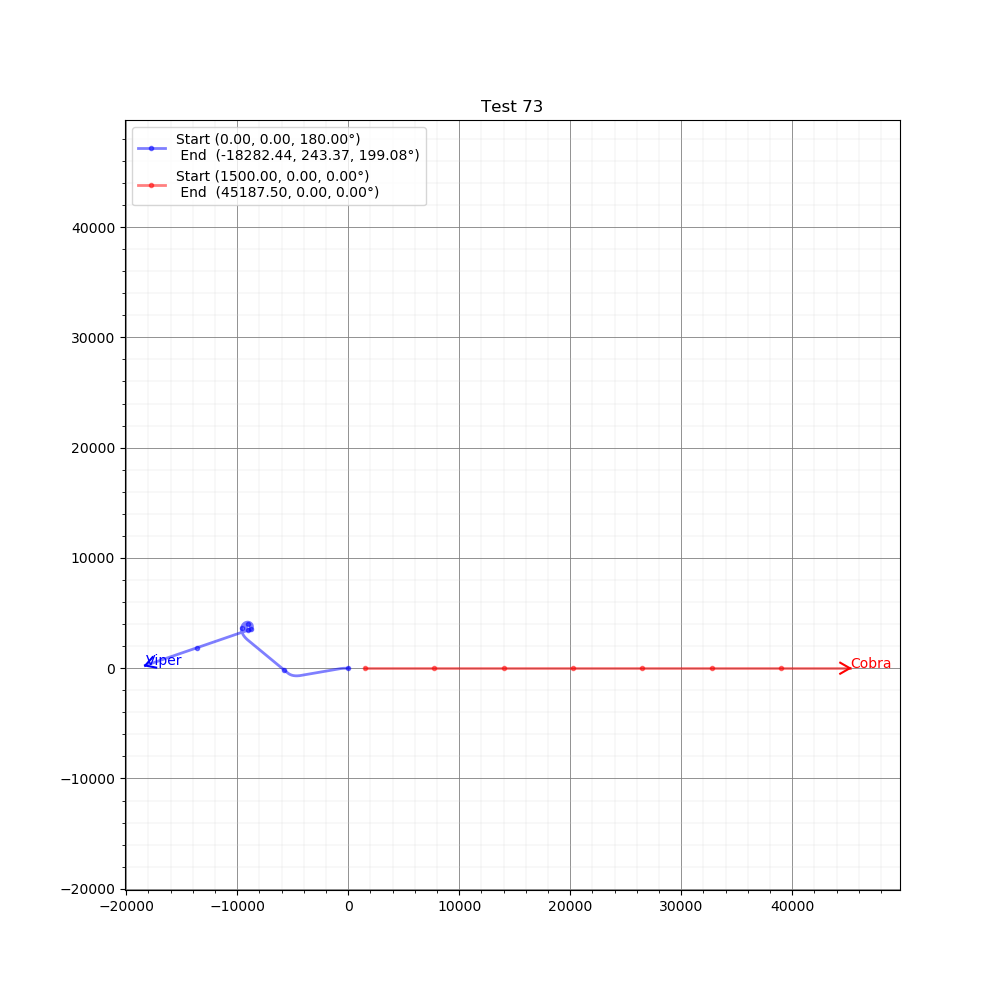 Test 73
Start (0.00, 0.00, 180.00°)
End (-18282.44, 243.37, 199.08°)
Start (1500.00, 0.00, 0.00°)
End (45187.50, 0.00, 0.00°)
40000
30000
20000
10000
0
−10000
−20000
Viper
Cobra
−20000 −10000 0 10000 20000 30000 40000